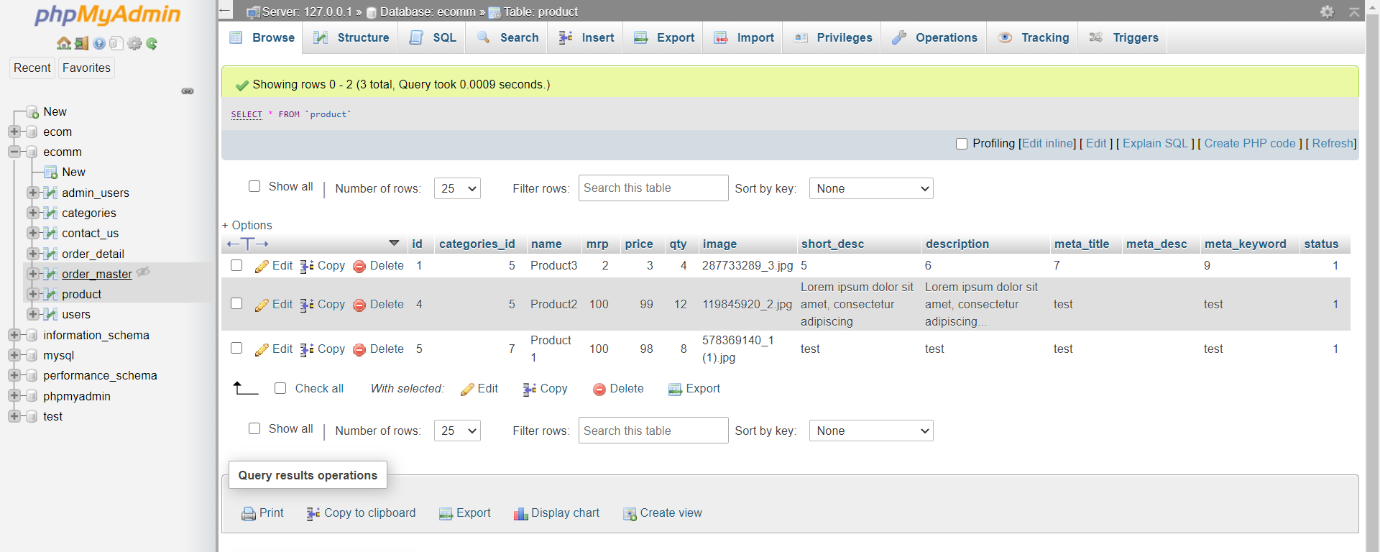 phpMyAdmin
Server: 127.0.0.1 » Database: ecomm » Table: product
Browse Structure SQL Search Insert Export Import Privileges Operations Tracking Triggers
Recent Favorites
New
ecom
ecomm
New
admin_users
categories
contact_us
order_detail
order_master
product
users
information_schema
mysql
performance_schema
phpmyadmin
test
Showing rows 0 - 2 (3 total, Query took 0.0009 seconds.)
SELECT * FROM `product`
Profiling [Edit inline] [ Edit ] [ Explain SQL ] [ Create PHP code ] [ Refresh]
Show all | Number of rows: 25 Filter rows: Search this table Sort by key: None
+ Options
←T→ id categories_id name mrp price qty image short_desc description meta_title meta_desc meta_keyword status
Edit Copy Delete 1 5 Product3 2 3 4 287733289_3.jpg 5 6 7 9 1
Lorem ipsum dolor sit Lorem ipsum dolor sit
Edit Copy Delete 4 5 Product2 100 99 12 119845920_2.jpg amet, consectetur amet, consectetur test test 1
adipiscing adipiscing...
Product 578369140_1
Edit Copy Delete 5 7 100 98 8 test test test test 1
1 (1).jpg
Check all With selected: Edit Copy Delete Export
Show all | Number of rows: 25 Filter rows: Search this table Sort by key: None
Query results operations
Print Copy to clipboard Export Display chart Create view